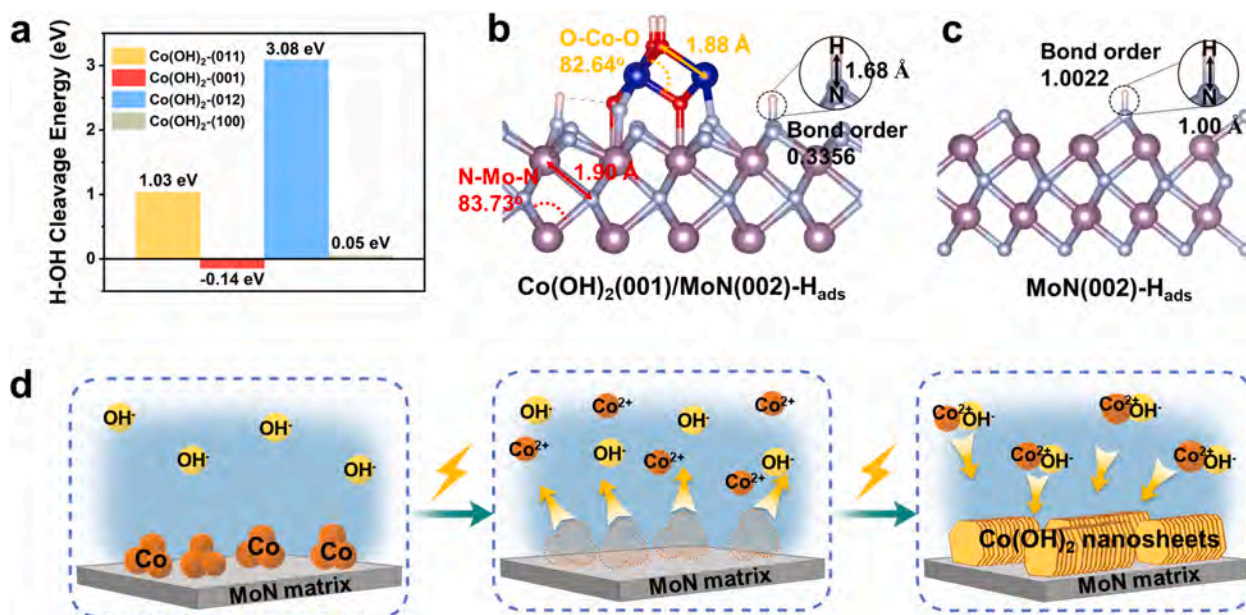 a
H-OH Cleavage Energy (eV)
3
2
1
0
Co(OH)₂-(011)
Co(OH)₂-(001)
Co(OH)₂-(012)
Co(OH)₂-(100)
1.03 eV
-0.14 eV
3.08 eV
0.05 eV
b
O-Co-O
82.64°
1.88 Å
H
N
1.68 Å
Bond order
0.3356
N-Mo-N
83.73°
1.90 Å
Co(OH)₂(001)/MoN(002)-Hₐds
c
Bond order
1.0022
H
N
1.00 Å
MoN(002)-Hₐds
d
OH⁻
OH⁻
OH⁻
OH⁻
Co
Co
Co
MoN matrix
OH⁻
Co²⁺
OH⁻
Co²⁺
Co²⁺
OH⁻
Co²⁺
Co²⁺
OH⁻
MoN matrix
Co²⁺OH⁻
Co²⁺OH⁻
Co²⁺OH⁻
Co²⁺OH⁻
Co(OH)₂ nanosheets
MoN matrix